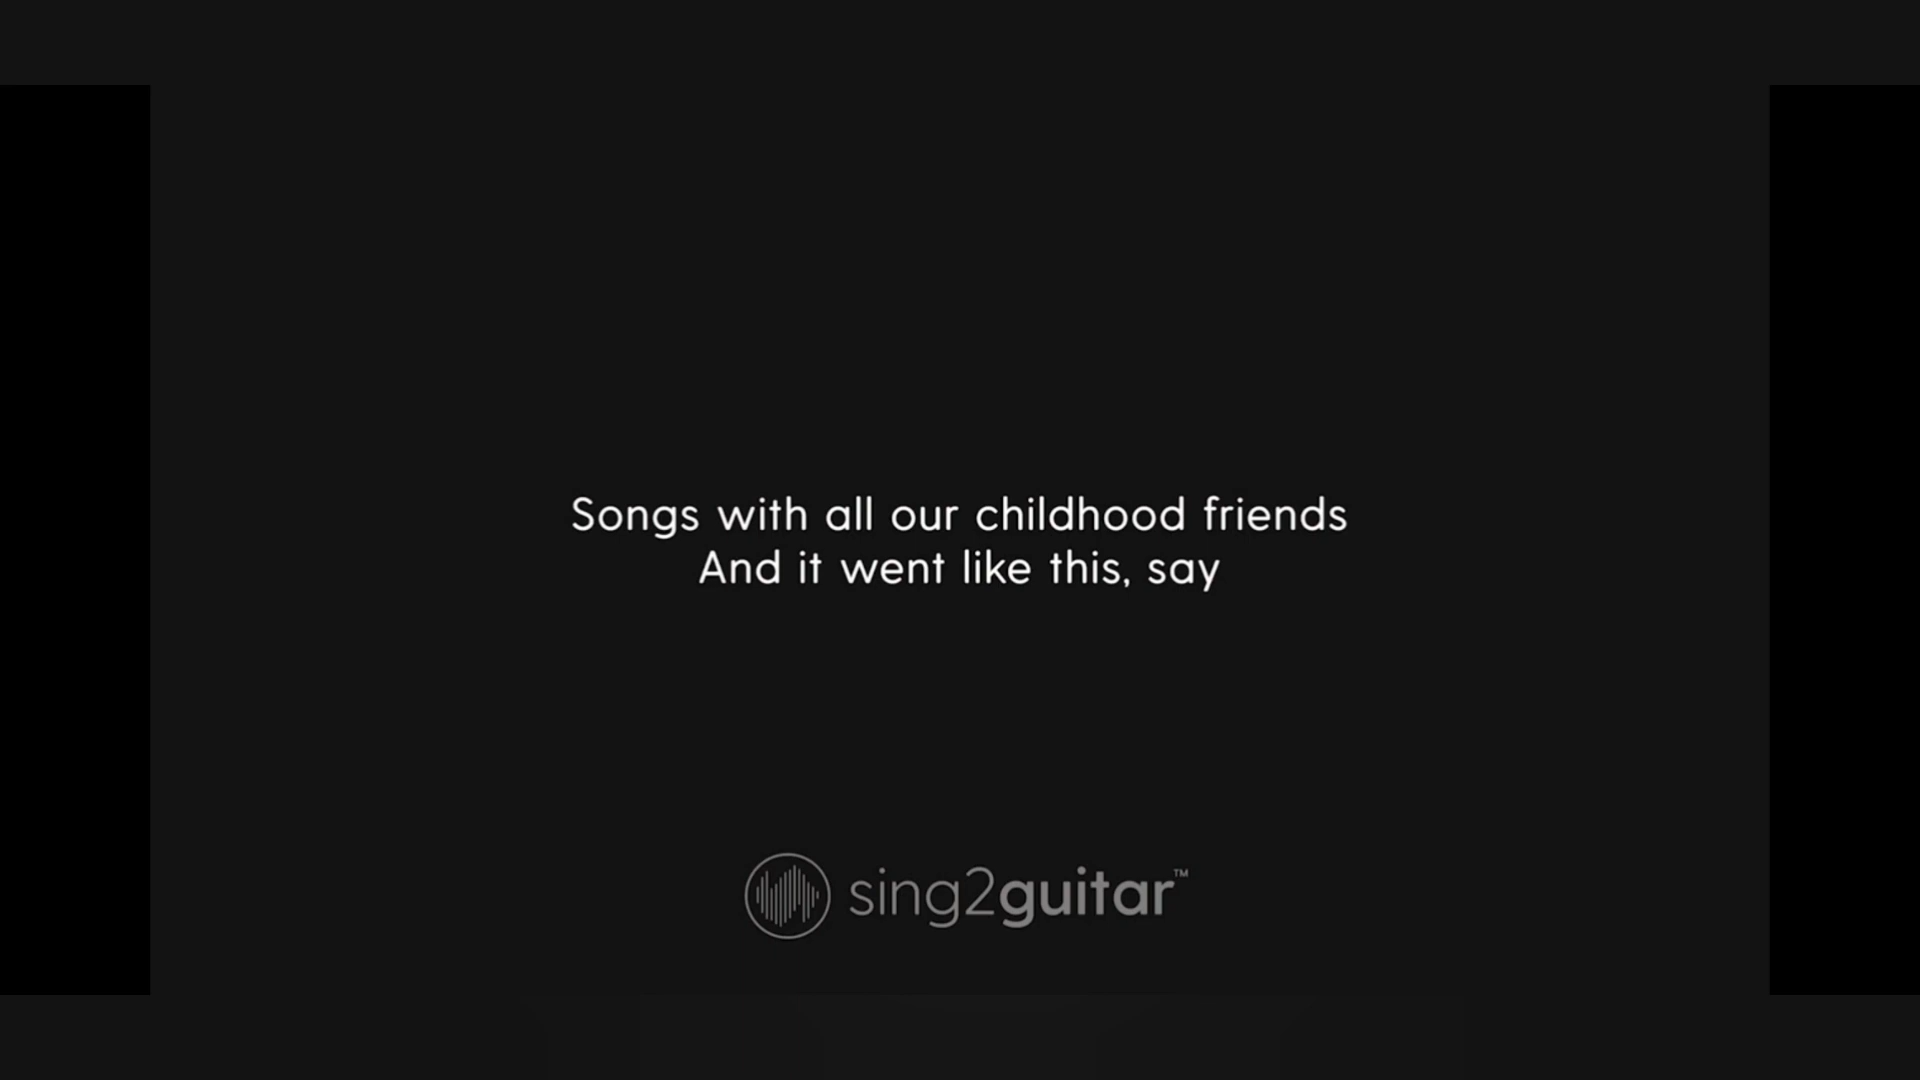 Songs with all our childhood friends
And it went like this, say
sing2guitar™